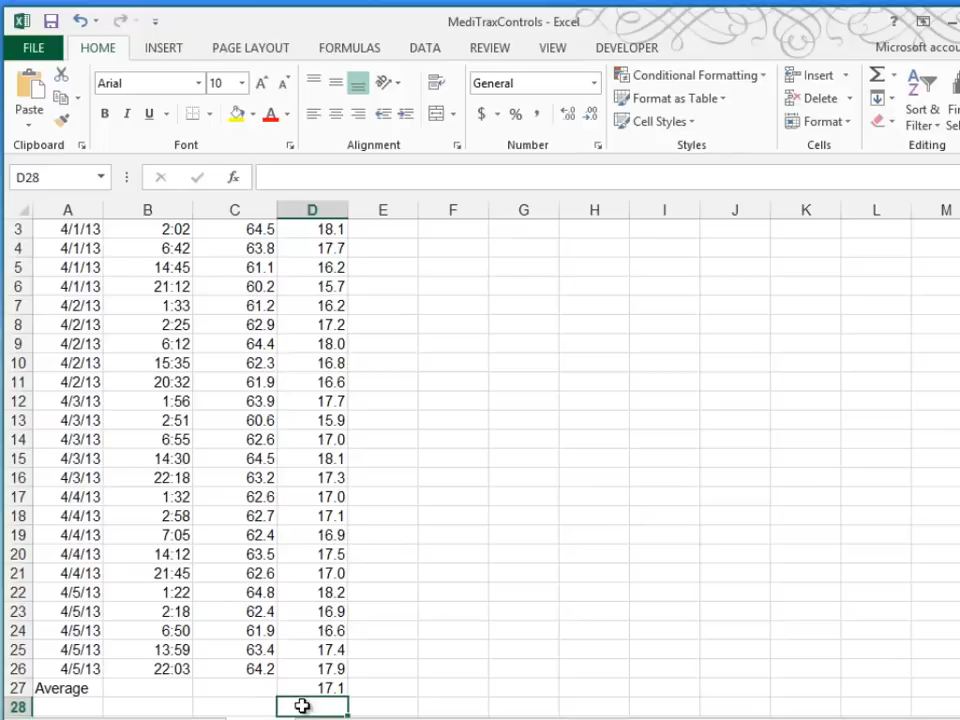 MediTraxControls - Excel
?
FILE HOME INSERT PAGE LAYOUT FORMULAS DATA REVIEW VIEW DEVELOPER Microsoft accou
Arial 10 General Conditional Formatting Insert
Paste Format as Table Delete Sort & Find
B I U A $ % , Cell Styles Format Filter Selec
Clipboard Font Alignment Number Styles Cells Editing
D28 fx
A B C D E F G H I J K L M
3 4/1/13 2:02 64.5 18.1
4 4/1/13 6:42 63.8 17.7
5 4/1/13 14:45 61.1 16.2
6 4/1/13 21:12 60.2 15.7
7 4/2/13 1:33 61.2 16.2
8 4/2/13 2:25 62.9 17.2
9 4/2/13 6:12 64.4 18.0
10 4/2/13 15:35 62.3 16.8
11 4/2/13 20:32 61.9 16.6
12 4/3/13 1:56 63.9 17.7
13 4/3/13 2:51 60.6 15.9
14 4/3/13 6:55 62.6 17.0
15 4/3/13 14:30 64.5 18.1
16 4/3/13 22:18 63.2 17.3
17 4/4/13 1:32 62.6 17.0
18 4/4/13 2:58 62.7 17.1
19 4/4/13 7:05 62.4 16.9
20 4/4/13 14:12 63.5 17.5
21 4/4/13 21:45 62.6 17.0
22 4/5/13 1:22 64.8 18.2
23 4/5/13 2:18 62.4 16.9
24 4/5/13 6:50 61.9 16.6
25 4/5/13 13:59 63.4 17.4
26 4/5/13 22:03 64.2 17.9
27 Average 17.1
28